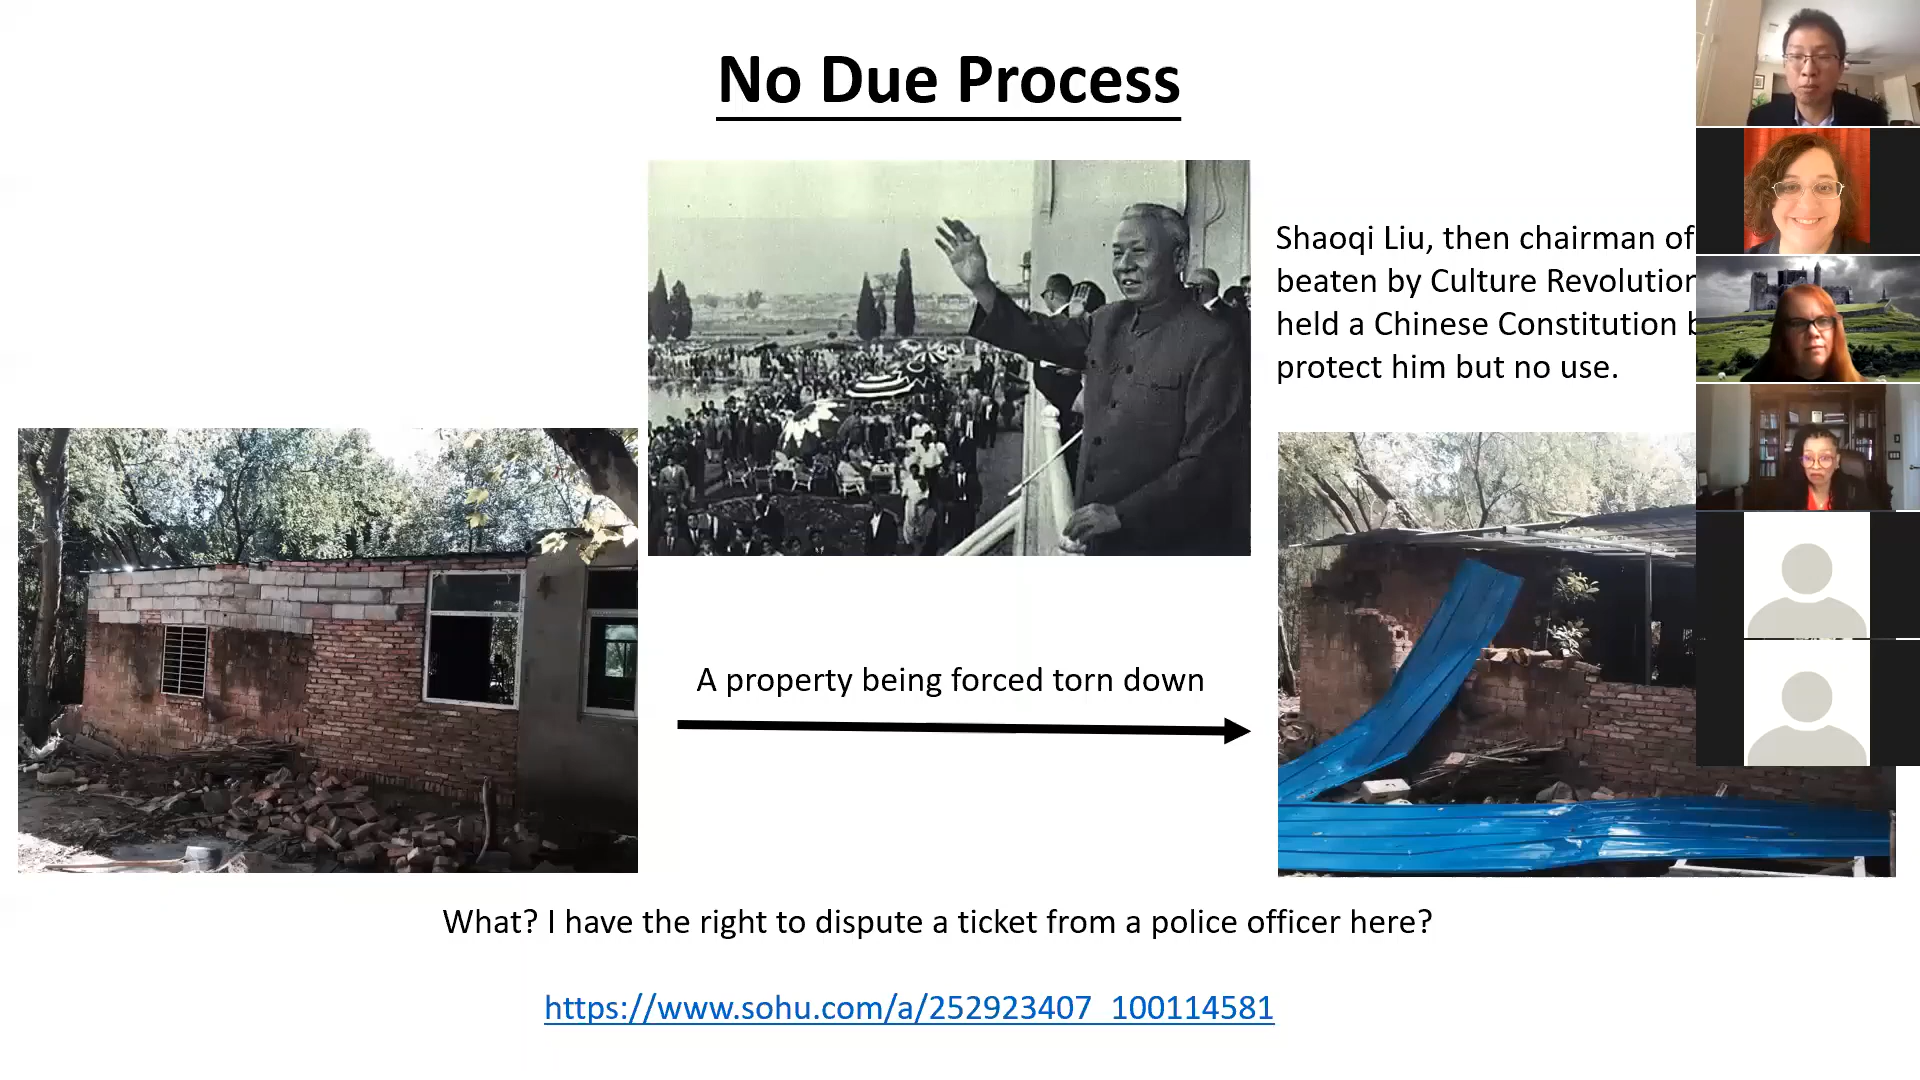 No Due Process
Shaoqi Liu, then chairman of
beaten by Culture Revolution
held a Chinese Constitution
protect him but no use.
A property being forced torn down
What? I have the right to dispute a ticket from a police officer here?
https://www.sohu.com/a/252923407_100114581